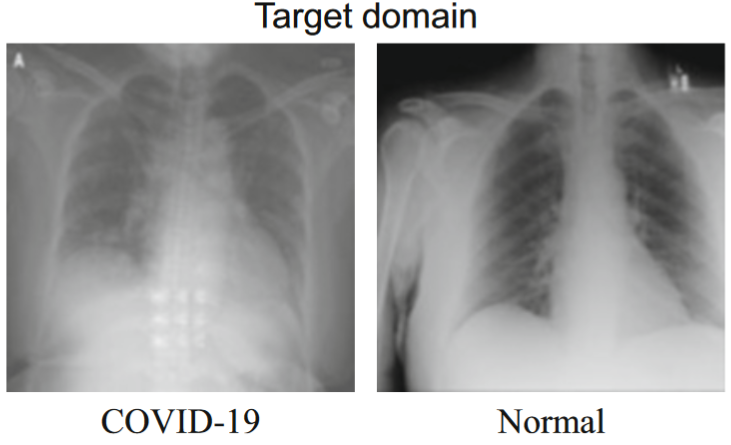 Target domain
A
COVID-19
Normal